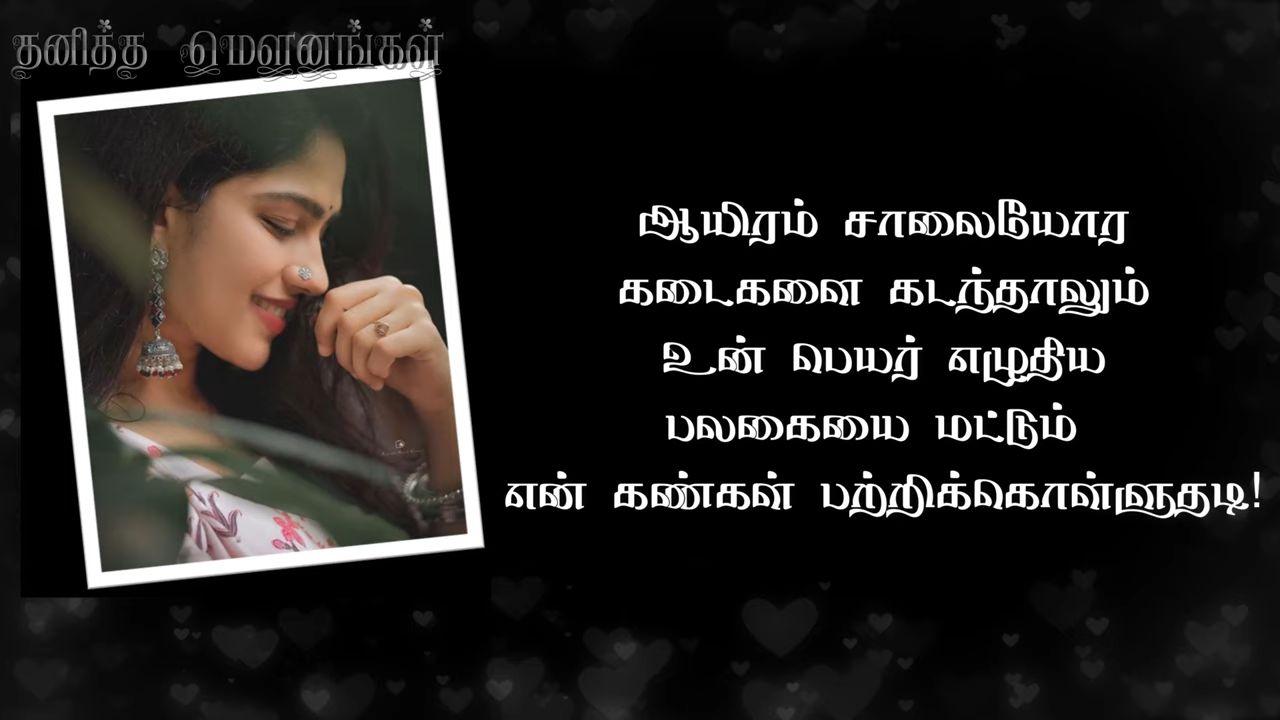 தனித்த மௌனங்கள்
ஆயிரம் சாலையோர
கடைகளை கடந்தாலும்
உன் பெயர் எழுதிய
பலகையை மட்டும்
என் கண்கள் பற்றிக்கொள்ளுதடி!